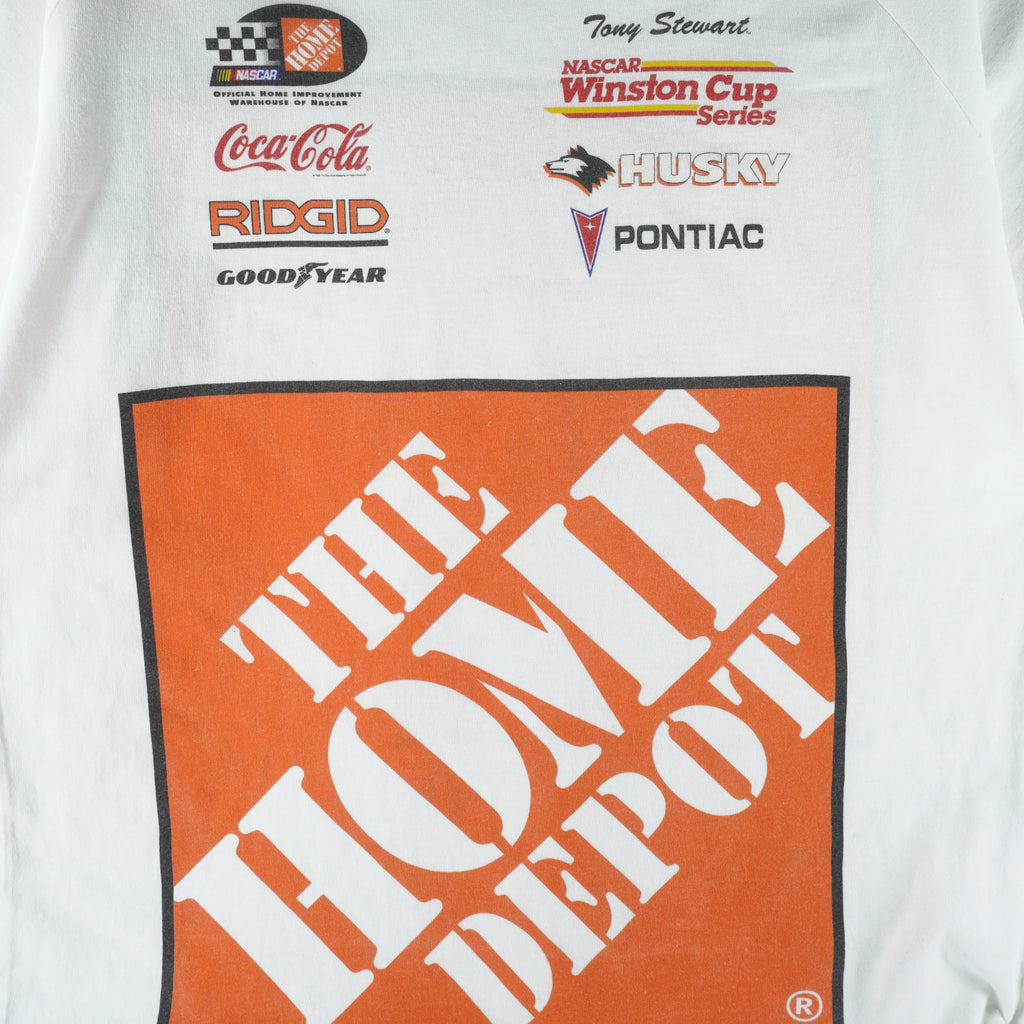 THE
HOME
DEPOT
NASCAR
OFFICIAL HOME IMPROVEMENT
WAREHOUSE OF NASCAR
Coca-Cola®
RIDGID®
GOODYEAR
Tony Stewart™
NASCAR
Winston Cup
Series
HUSKY
PONTIAC
THE
HOME
DEPOT
®